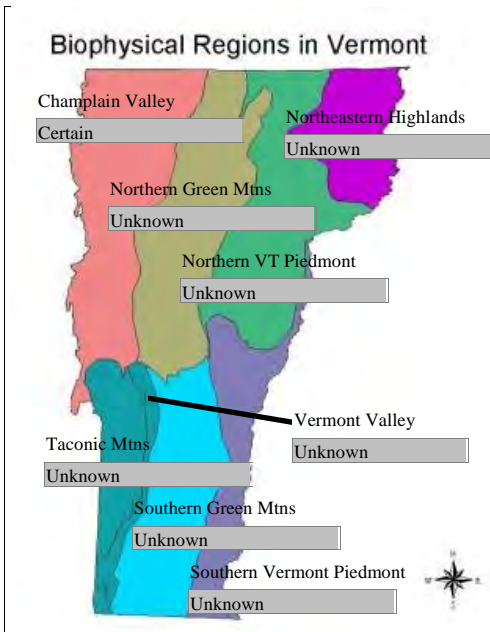 Biophysical Regions in Vermont
Champlain Valley
Certain
Northeastern Highlands
Unknown
Northern Green Mtns
Unknown
Northern VT Piedmont
Unknown
Vermont Valley
Unknown
Taconic Mtns
Unknown
Southern Green Mtns
Unknown
Southern Vermont Piedmont
Unknown